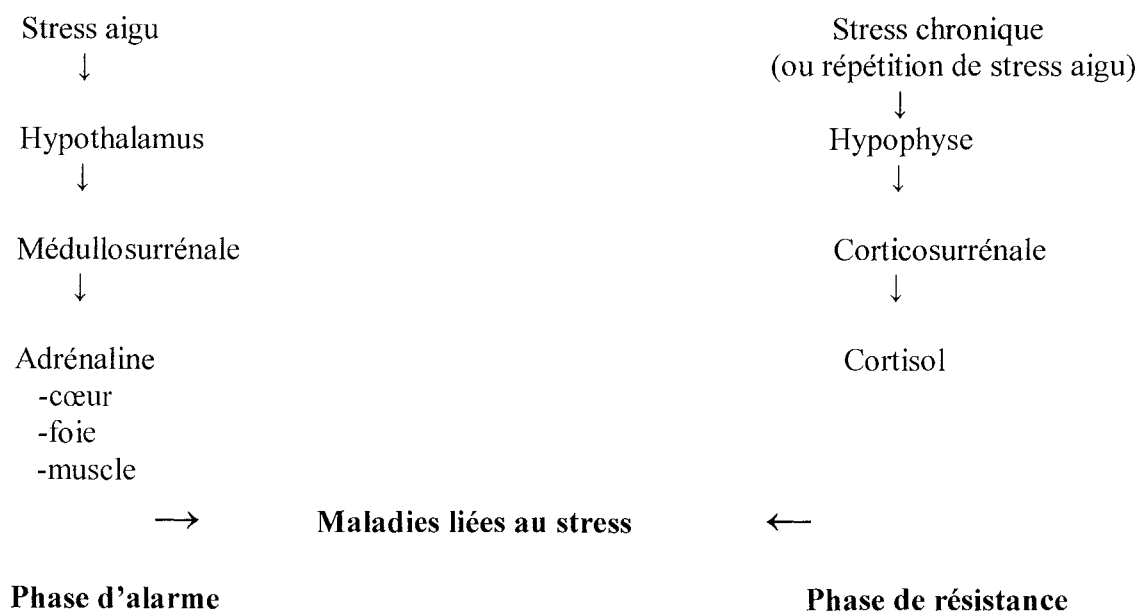 Stress aigu
↓
Hypothalamus
↓
Médullosurrénale
↓
Adrénaline
-cœur
-foie
-muscle
Stress chronique
(ou répétition de stress aigu)
↓
Hypophyse
↓
Corticosurrénale
↓
Cortisol
→ Maladies liées au stress ←
Phase d'alarme
Phase de résistance